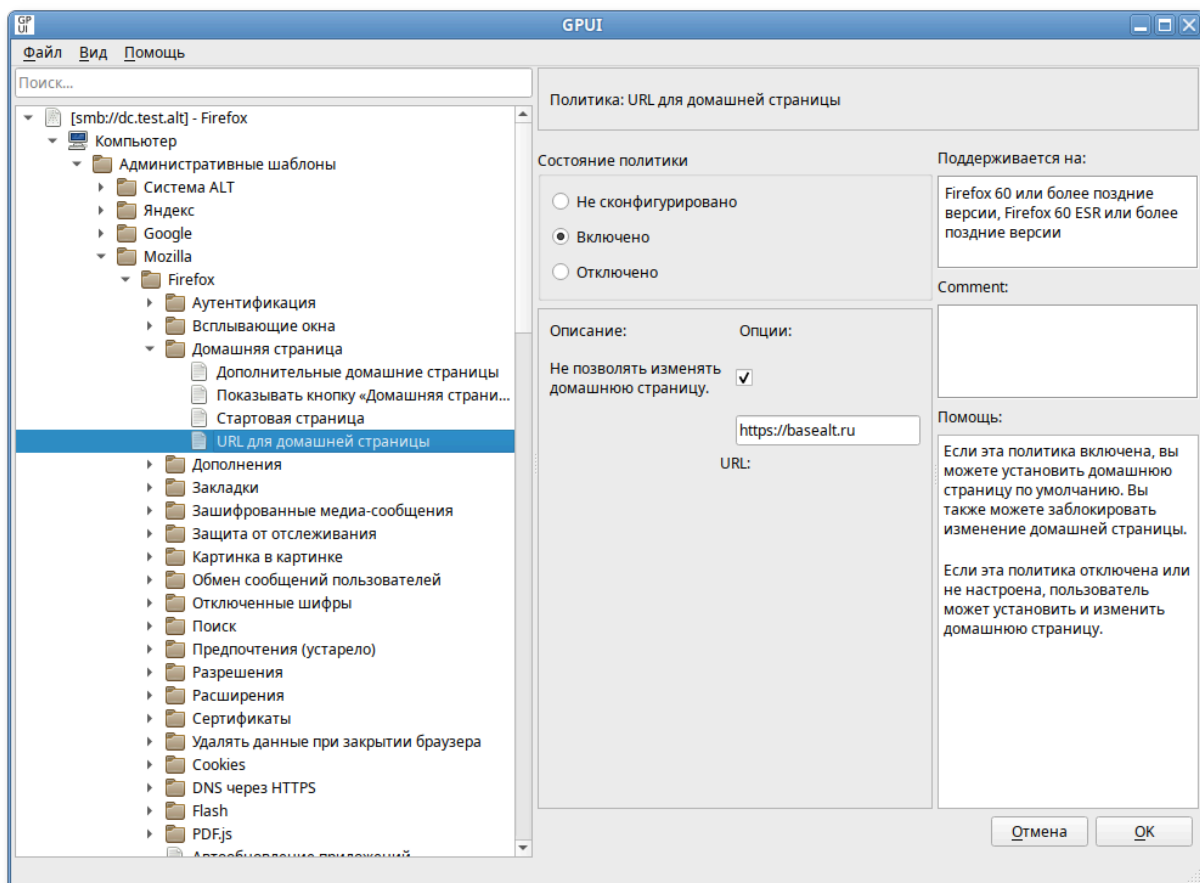 GP
UI
GPUI
Файл Вид Помощь
Поиск...
[smb://dc.test.alt] - Firefox
Компьютер
Административные шаблоны
Система ALT
Яндекс
Google
Mozilla
Firefox
Аутентификация
Всплывающие окна
Домашняя страница
Дополнительные домашние страницы
Показывать кнопку «Домашняя страни...
Стартовая страница
URL для домашней страницы
Дополнения
Закладки
Зашифрованные медиа-сообщения
Защита от отслеживания
Картинка в картинке
Обмен сообщений пользователей
Отключенные шифры
Поиск
Предпочтения (устарело)
Разрешения
Расширения
Сертификаты
Удалять данные при закрытии браузера
Cookies
DNS через HTTPS
Flash
PDF.js
Автообновление приложений
Политика: URL для домашней страницы
Состояние политики
Не сконфигурировано
Включено
Отключено
Описание: Опции:
Не позволять изменять
домашнюю страницу.
https://basealt.ru
URL:
Поддерживается на:
Firefox 60 или более поздние
версии, Firefox 60 ESR или более
поздние версии
Comment:
Помощь:
Если эта политика включена, вы
можете установить домашнюю
страницу по умолчанию. Вы
также можете заблокировать
изменение домашней страницы.
Если эта политика отключена или
не настроена, пользователь
может установить и изменить
домашнюю страницу.
Отмена OK